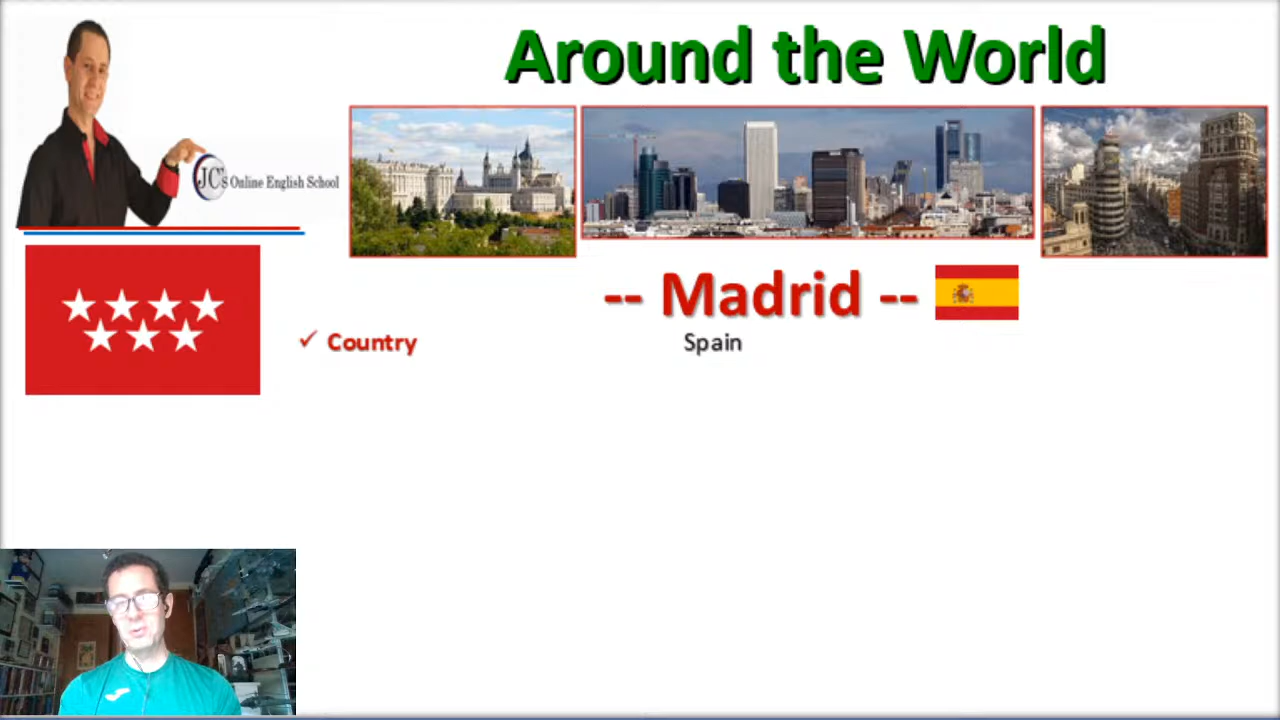 Around the World
JC's Online English School
-- Madrid --
✓ Country Spain